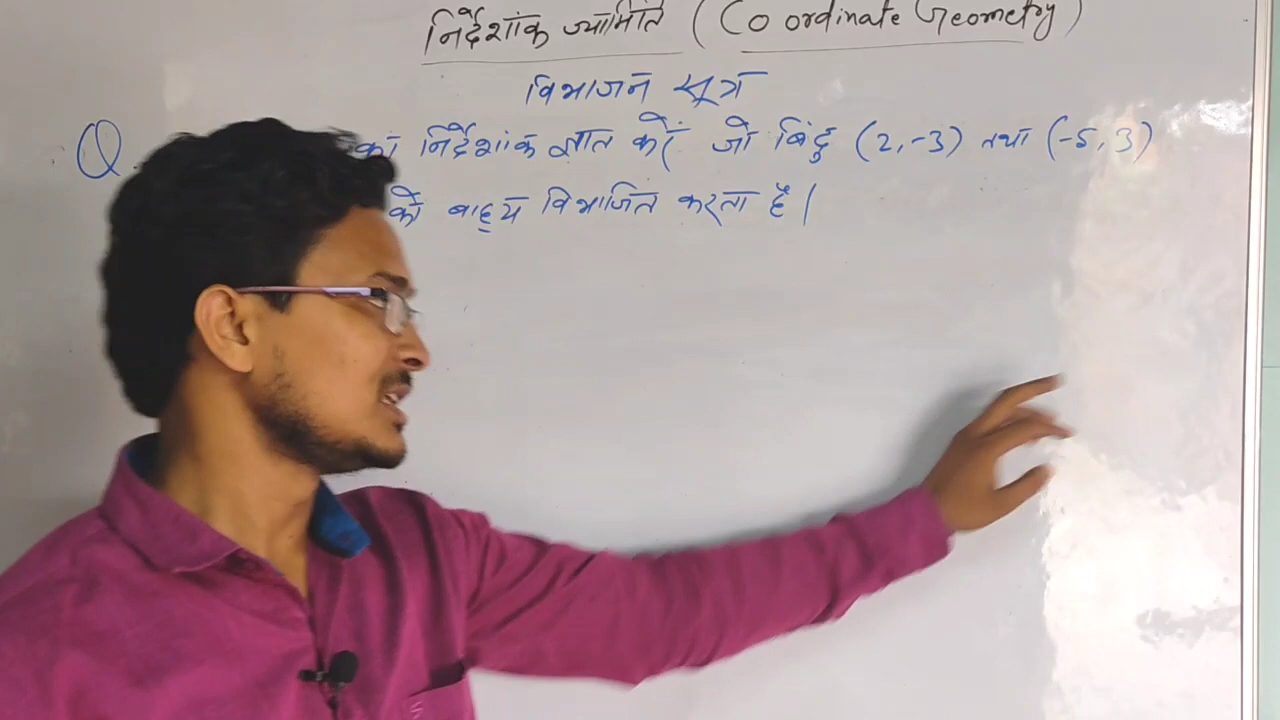 निर्देशांक ज्यामिति ( Coordinate Geometry )
विभाजन सूत्र
Q. का निर्देशांक ज्ञात करें जो बिंदु (2,-3) तथा (-5,3)
को बाह्य विभाजित करता है।